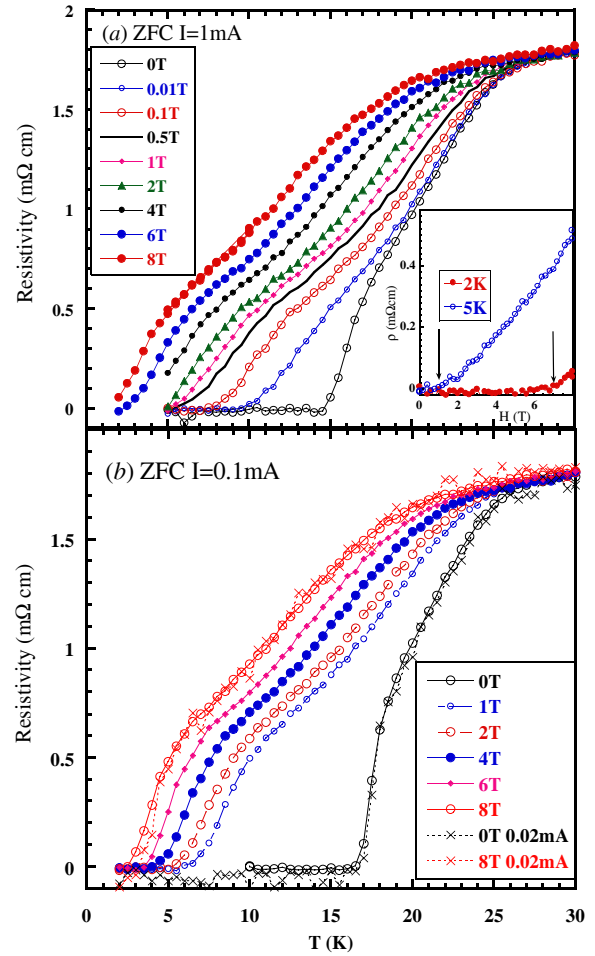 (a) ZFC I=1mA
0T
0.01T
0.1T
0.5T
1T
2T
4T
6T
8T
Resistivity (mΩ cm)
2
1.5
1
0.5
0
2K
5K
ρ (mΩcm)
0.4
0.2
0
0 2 4 6
H (T)
(b) ZFC I=0.1mA
Resistivity (mΩ cm)
1.5
1
0.5
0
0T
1T
2T
4T
6T
8T
0T 0.02mA
8T 0.02mA
0 5 10 15 20 25 30
T (K)